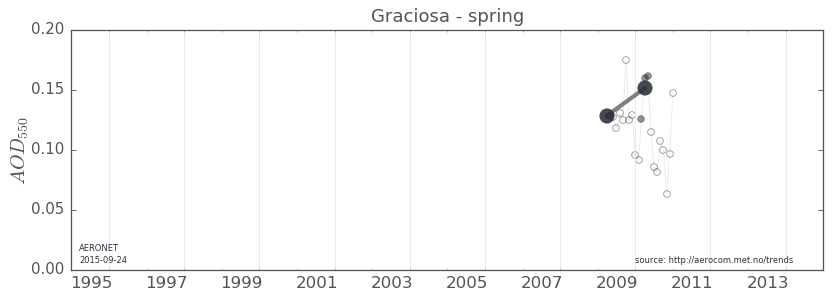 Graciosa - spring
0.20
0.15
0.10
0.05
0.00
AOD550
AERONET
2015-09-24
source: http://aerocom.met.no/trends
1995 1997 1999 2001 2003 2005 2007 2009 2011 2013